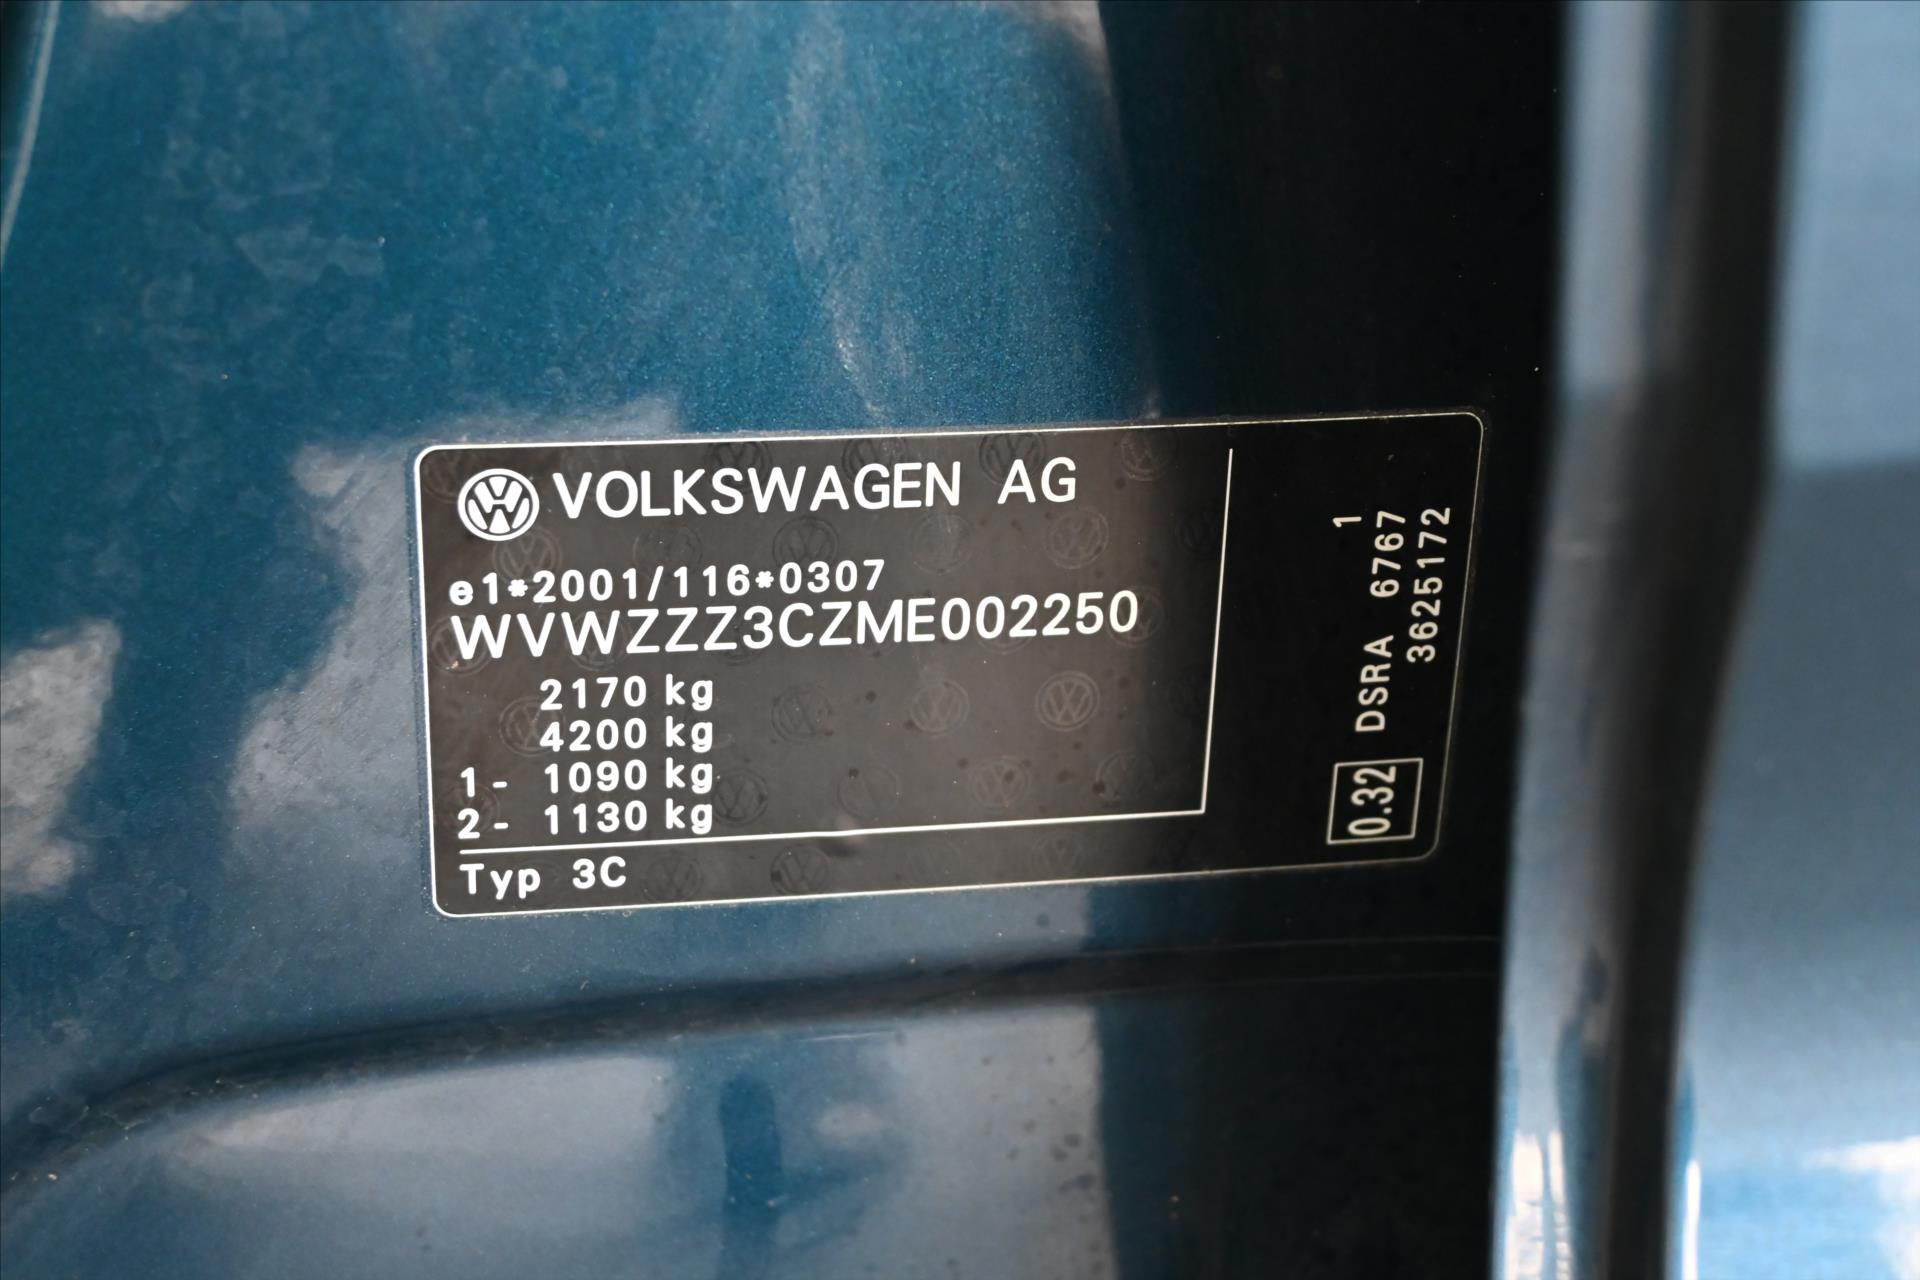 VOLKSWAGEN AG
e1*2001/116*0307
WVWZZZ3CZME002250
2170 kg
4200 kg
1- 1090 kg
2- 1130 kg
Typ 3C
1
0.32 DSRA 6767
3625172